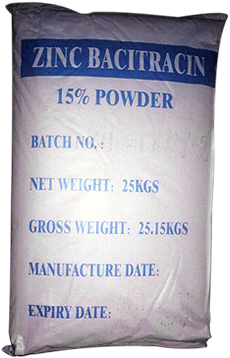 ZINC BACITRACIN
15% POWDER
BATCH NO.:
NET WEIGHT: 25KGS
GROSS WEIGHT: 25.15KGS
MANUFACTURE DATE:
EXPIRY DATE: